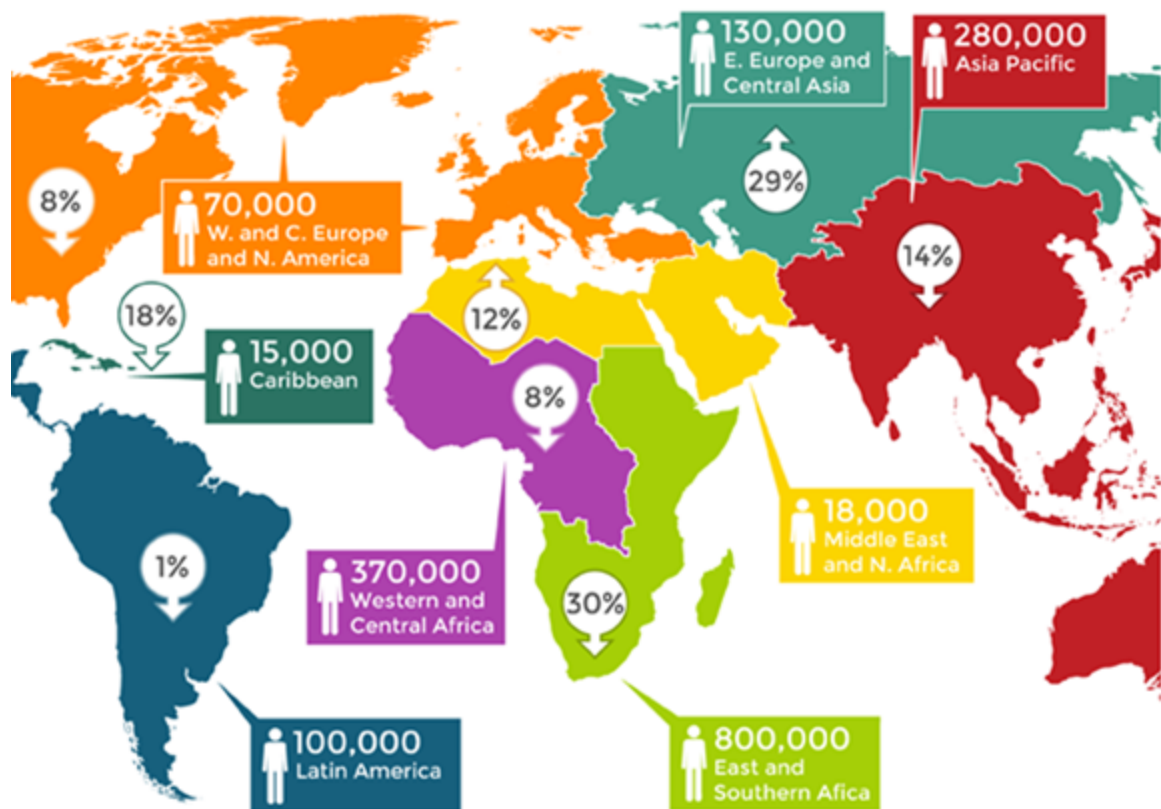 130,000
E. Europe and
Central Asia
280,000
Asia Pacific
8%
29%
70,000
W. and C. Europe
and N. America
14%
18%
12%
15,000
Caribbean
8%
18,000
Middle East
and N. Africa
1%
370,000
Western and
Central Africa
30%
100,000
Latin America
800,000
East and
Southern Afica